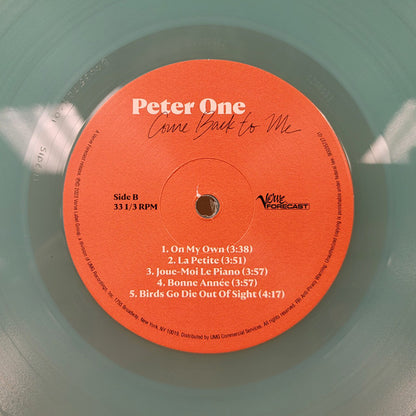 Peter One
Come Back to Me
Side B
33 1/3 RPM
Verve
FORECAST
1. On My Own (3:38)
2. La Petite (3:51)
3. Joue-Moi Le Piano (3:57)
4. Bonne Année (3:57)
5. Birds Go Die Out of Sight (4:17)
New York, NY 10019. Distributed by UMG Commercial Services. All rights reserved.